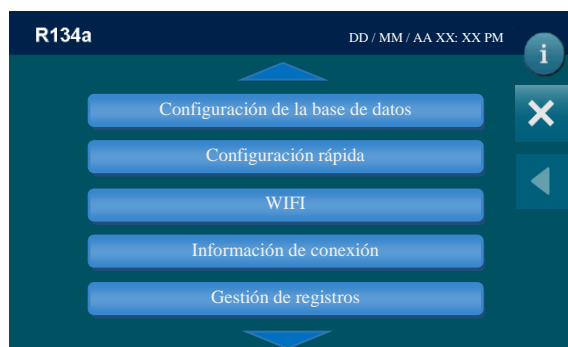 R134a
DD / MM / AA XX: XX PM
i
Configuración de la base de datos
Configuración rápida
WIFI
Información de conexión
Gestión de registros